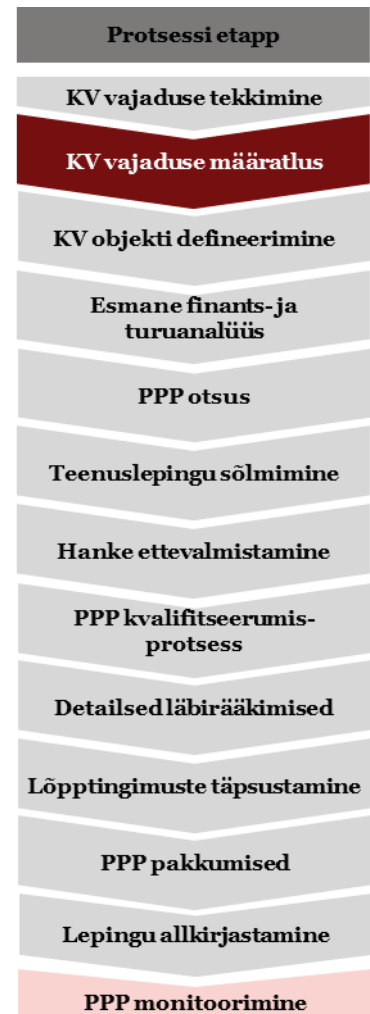 Protsessi etapp
KV vajaduse tekkimine
KV vajaduse määratlus
KV objekti defineerimine
Esmane finants- ja
turuanalüüs
PPP otsus
Teenuslepingu sõlmimine
Hanke ettevalmistamine
PPP kvalifitseerumis-
protsess
Detailsed läbirääkimised
Lõpptingimuste täpsustamine
PPP pakkumised
Lepingu allkirjastamine
PPP monitoorimine